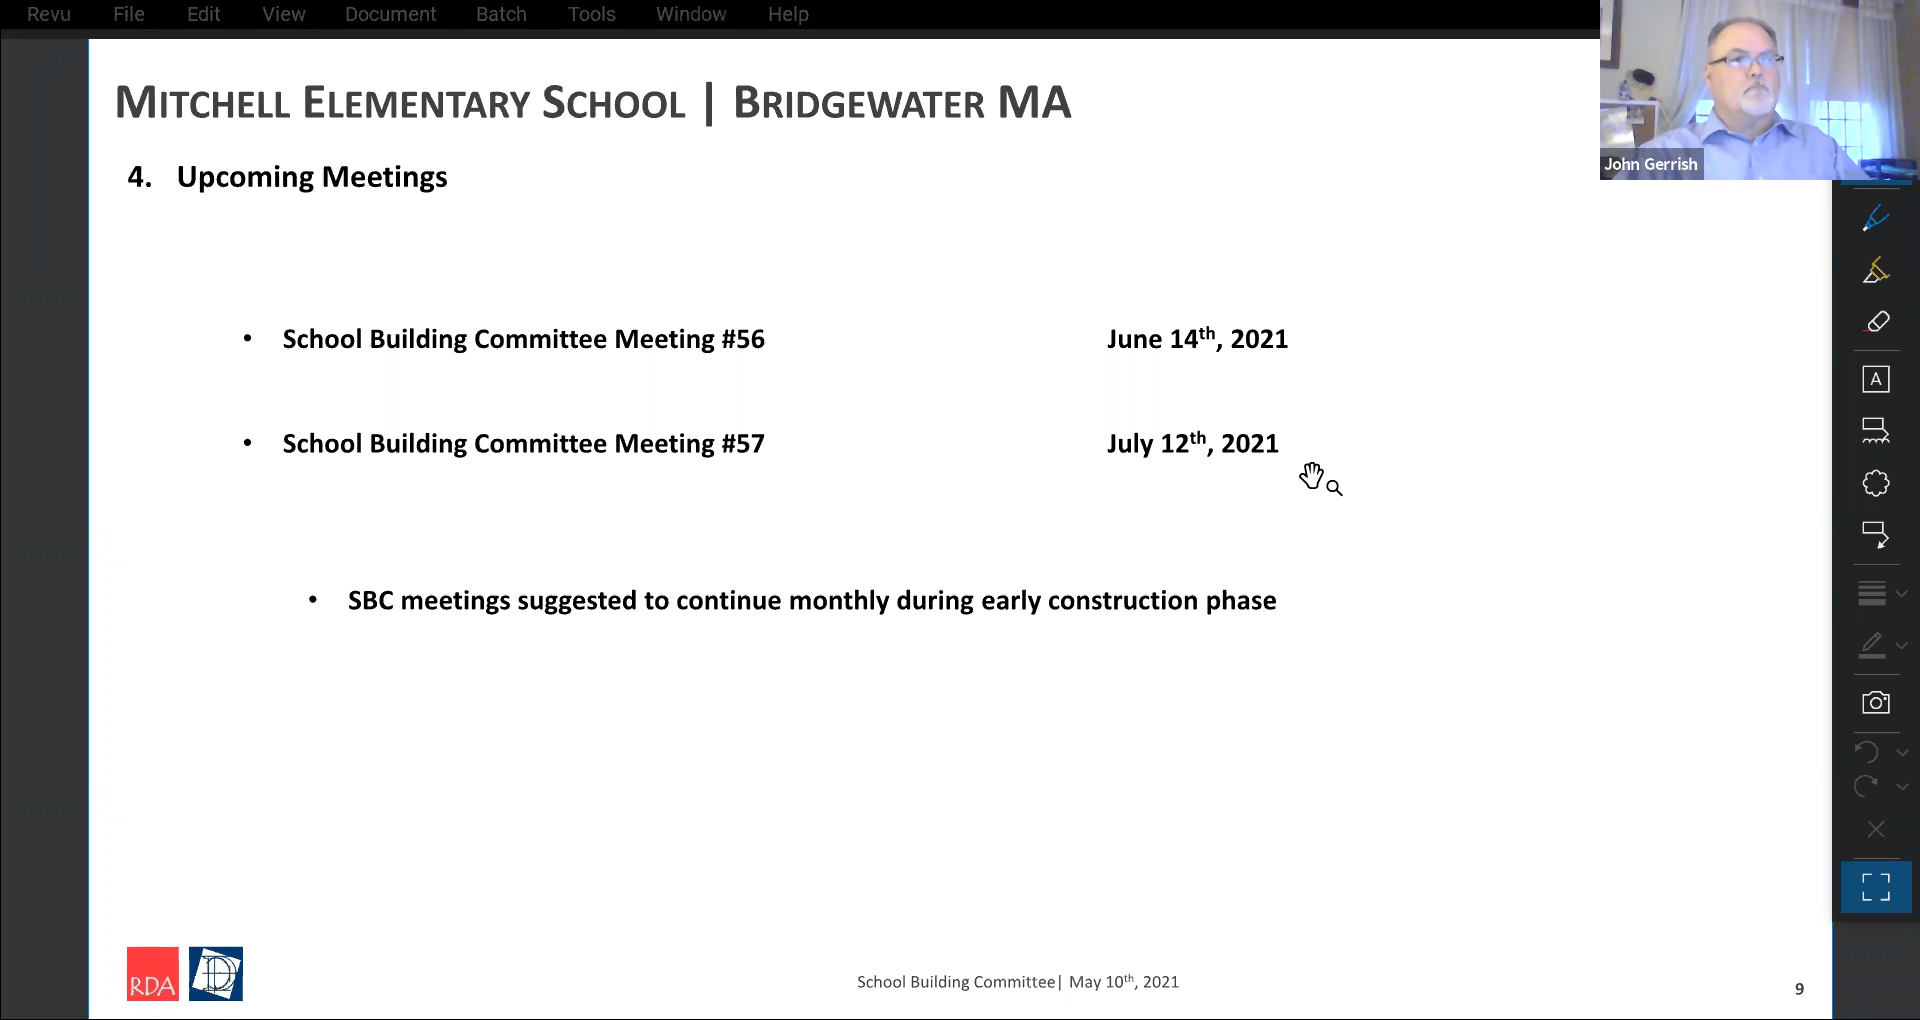 Revu File Edit View Document Batch Tools Window Help
MITCHELL ELEMENTARY SCHOOL | BRIDGEWATER MA
John Gerrish
4. Upcoming Meetings
• School Building Committee Meeting #56 June 14th, 2021
• School Building Committee Meeting #57 July 12th, 2021
• SBC meetings suggested to continue monthly during early construction phase
A
RDA
School Building Committee| May 10th, 2021
9